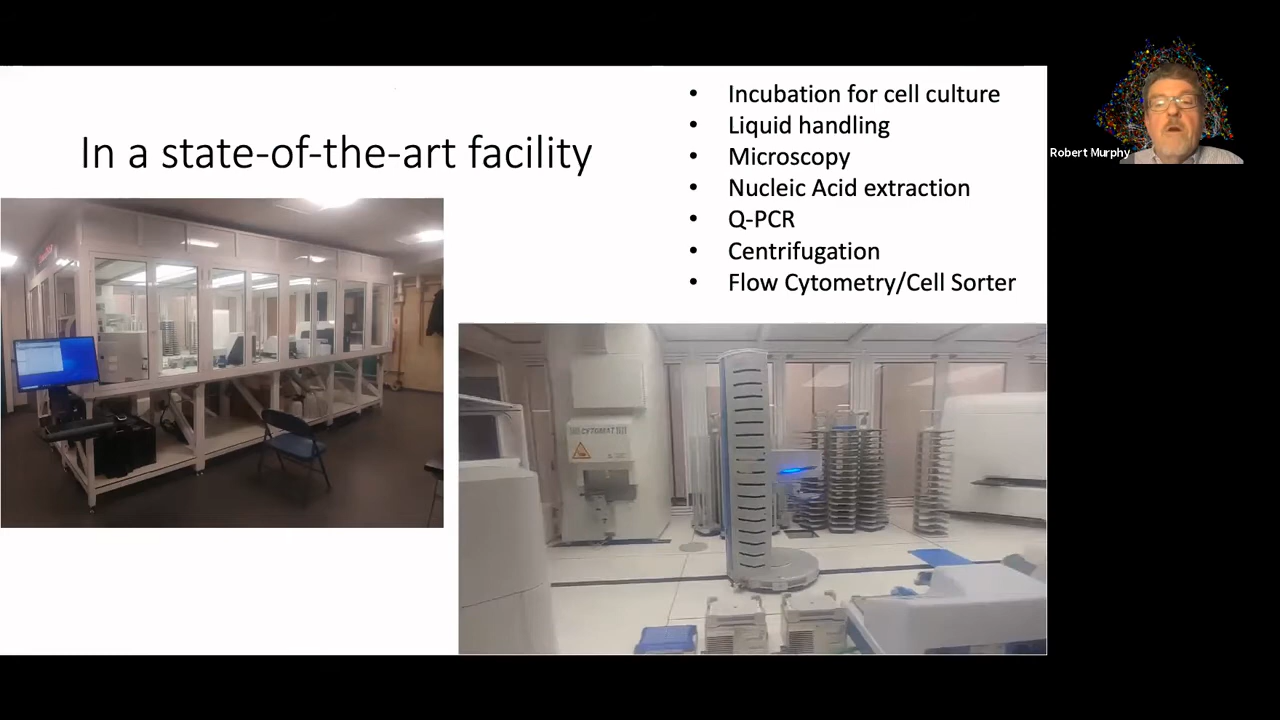 In a state-of-the-art facility
• Incubation for cell culture
• Liquid handling
• Microscopy
• Nucleic Acid extraction
• Q-PCR
• Centrifugation
• Flow Cytometry/Cell Sorter
Robert Murphy
CYTOMAT